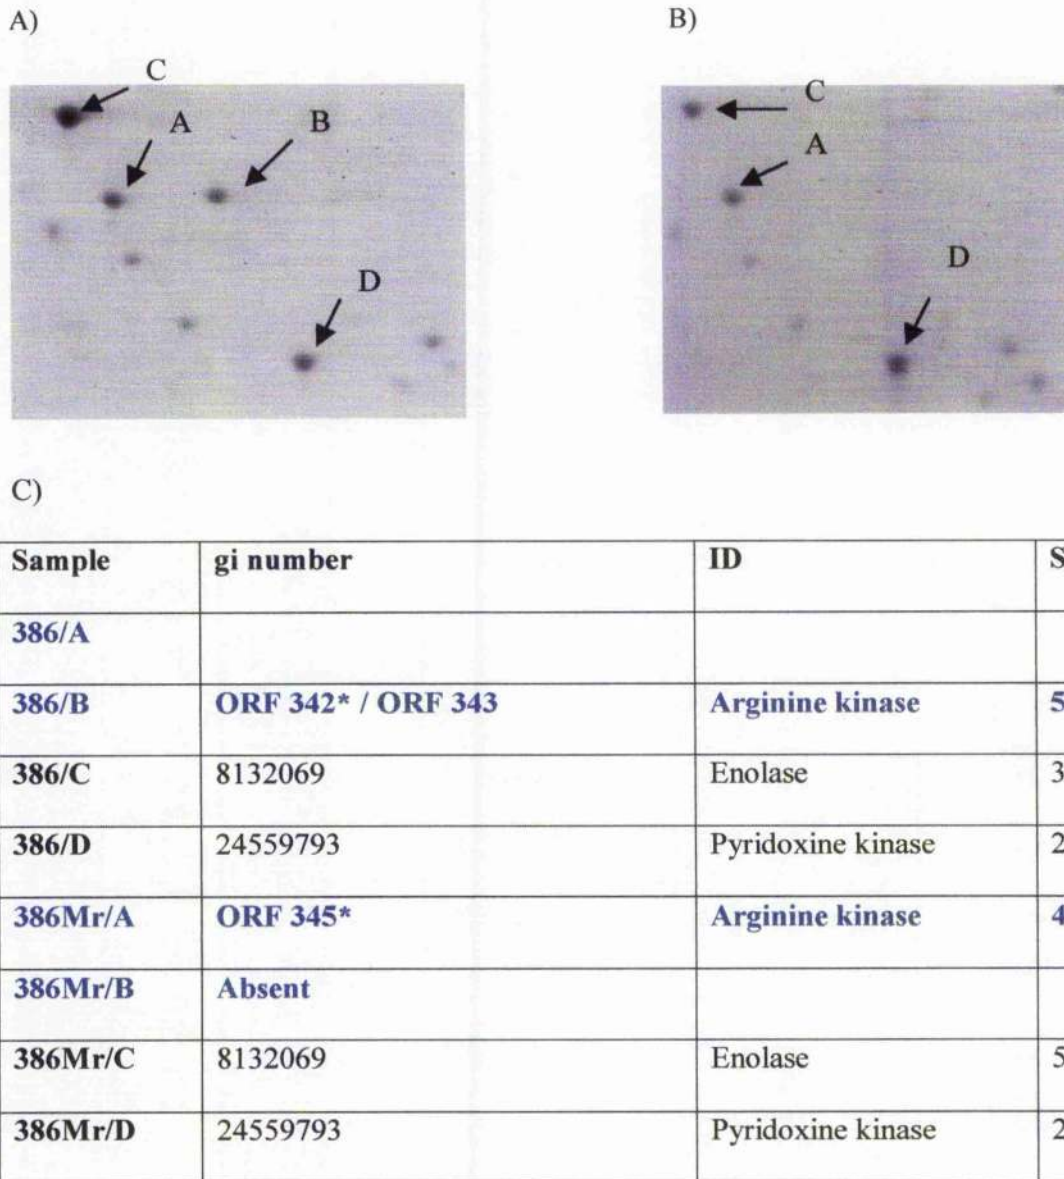 A)
B)
C
A
B
D
C
A
D
C)
Sample gi number ID S
386/A
386/B ORF 342* / ORF 343 Arginine kinase 5
386/C 8132069 Enolase 3
386/D 24559793 Pyridoxine kinase 2
386Mr/A ORF 345* Arginine kinase 4
386Mr/B Absent
386Mr/C 8132069 Enolase 5
386Mr/D 24559793 Pyridoxine kinase 2